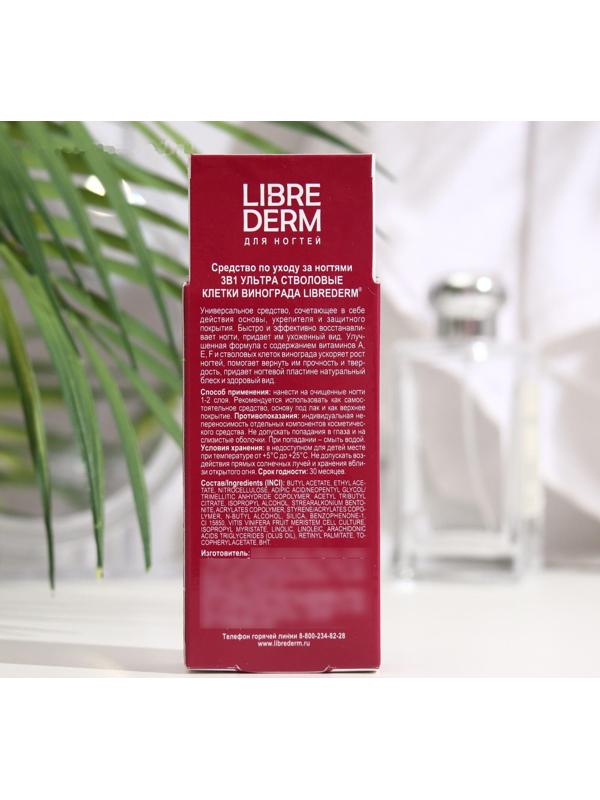 LIBRE
DERM
ДЛЯ НОГТЕЙ
Средство по уходу за ногтями
3В1 УЛЬТРА СТВОЛОВЫЕ
КЛЕТКИ ВИНОГРАДА LIBREDERM®
Универсальное средство, сочетающее в себе
действия основы, укрепителя и защитного
покрытия. Быстро и эффективно восстанавли-
вает ногти, придает им ухоженный вид. Улуч-
шенная формула с содержанием витаминов А,
Е, F и стволовых клеток винограда ускоряет рост
ногтей, помогает вернуть им прочность и твер-
дость, придает ногтевой пластине натуральный
блеск и здоровый вид.
Способ применения: нанести на очищенные ногти
1-2 слоя. Рекомендуется использовать как самос-
тоятельное средство, основу под лак и как верхнее
покрытие. Противопоказания: индивидуальная не-
переносимость отдельных компонентов косметичес-
кого средства. Не допускать попадания в глаза и на
слизистые оболочки. При попадании – смыть водой.
Условия хранения: в недоступном для детей месте
при температуре от +5°С до +25°С. Не допускать воз-
действия прямых солнечных лучей и хранения вбли-
зи открытого огня. Срок годности: 30 месяцев.
Состав/Ingredients (INCI): BUTYL ACETATE, ETHYL ACE-
TATE, NITROCELLULOSE, ADIPIC ACID/NEOPENTYL GLYCOL/
TRIMELLITIC ANHYDRIDE COPOLYMER, ACETYL TRIBUTYL
CITRATE, ISOPROPYL ALCOHOL, STEARALKONIUM BENTO-
NITE, ACRYLATES COPOLYMER, STYRENE/ACRYLATES COPO-
LYMER, N-BUTYL ALCOHOL, SILICA, BENZOPHENONE-1,
CI 15850, VITIS VINIFERA FRUIT MERISTEM CELL CULTURE,
ISOPROPYL MYRISTATE, LINOLIC, LINOLEIC, ARACHIDONIC
ACIDS TRIGLYCERIDES (OLUS OIL), RETINYL PALMITATE, TO-
COPHERYL ACETATE, BHT.
Изготовитель:
Телефон горячей линии 8-800-234-82-28
www.librederm.ru